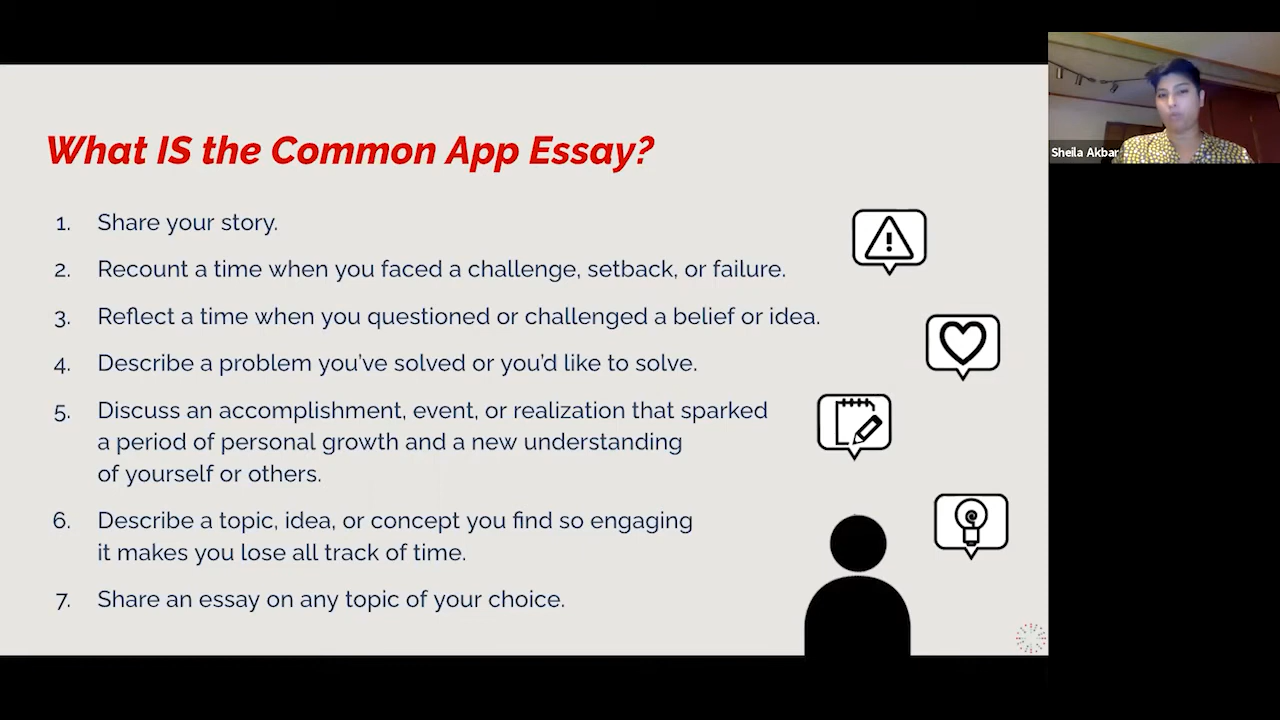 What IS the Common App Essay?
1. Share your story.
2. Recount a time when you faced a challenge, setback, or failure.
3. Reflect a time when you questioned or challenged a belief or idea.
4. Describe a problem you’ve solved or you’d like to solve.
5. Discuss an accomplishment, event, or realization that sparked
a period of personal growth and a new understanding
of yourself or others.
6. Describe a topic, idea, or concept you find so engaging
it makes you lose all track of time.
7. Share an essay on any topic of your choice.
Sheila Akbar